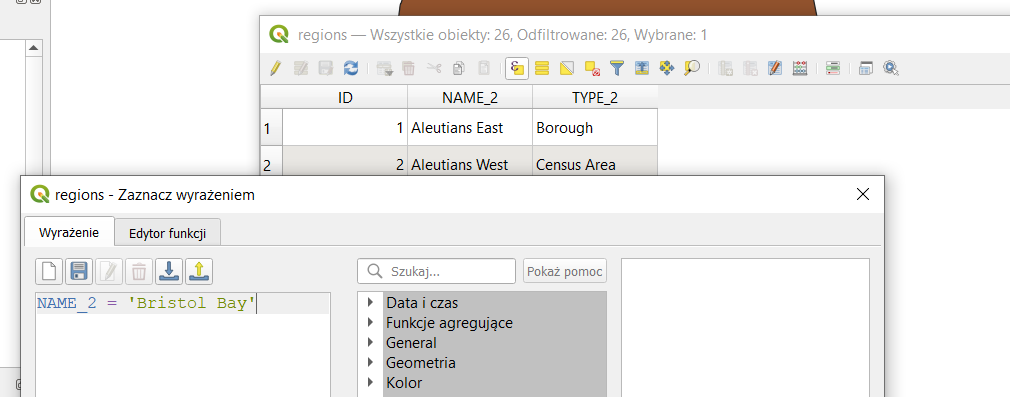 regions — Wszystkie obiekty: 26, Odfiltrowane: 26, Wybrane: 1
ID NAME_2 TYPE_2
1 1 Aleutians East Borough
2 2 Aleutians West Census Area
regions - Zaznacz wyrażeniem
Wyrażenie Edytor funkcji
Szukaj... Pokaż pomoc
NAME_2 = 'Bristol Bay'
Data i czas
Funkcje agregujące
General
Geometria
Kolor